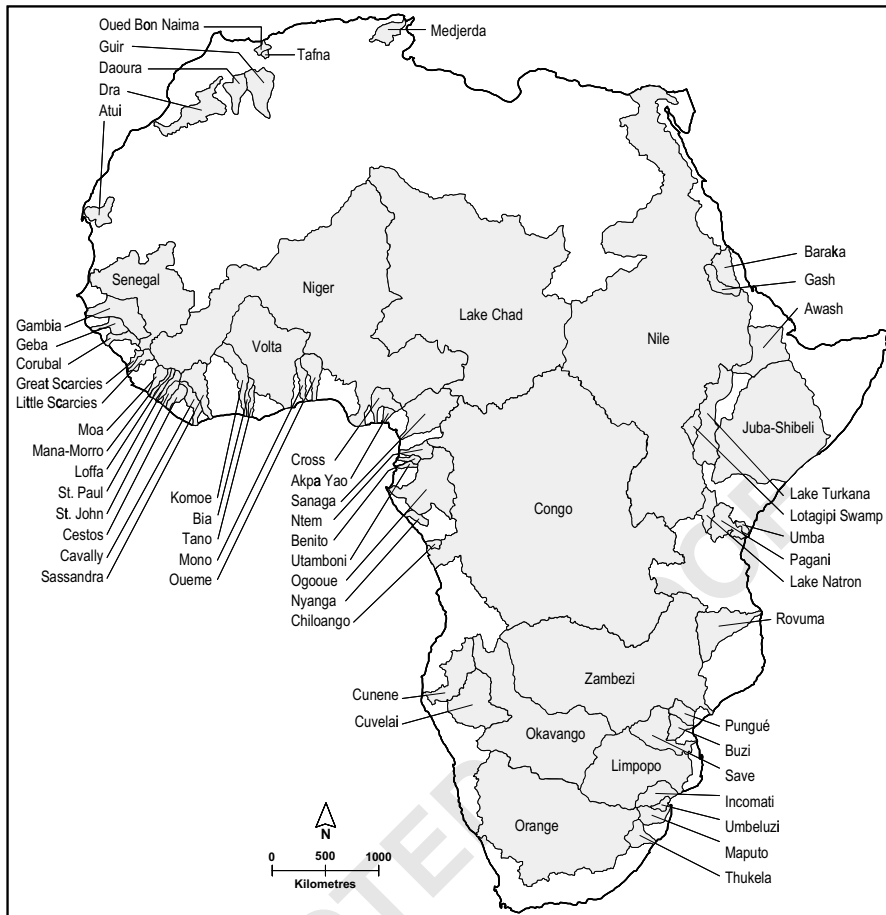 Oued Bon Naima
Guir
Daoura
Dra
Atui
Tafna
Medjerda
Senegal
Niger
Lake Chad
Nile
Volta
Baraka
Gash
Awash
Juba-Shibeli
Gambia
Geba
Corubal
Great Scarcies
Little Scarcies
Moa
Mana-Morro
Loffa
St. Paul
St. John
Cestos
Cavally
Sassandra
Komoe
Bia
Tano
Mono
Oueme
Cross
Akpa Yao
Sanaga
Ntem
Benito
Utamboni
Ogooue
Nyanga
Chiloango
Congo
Lake Turkana
Lotagipi Swamp
Umba
Pagani
Lake Natron
Rovuma
Zambezi
Cunene
Cuvelai
Okavango
Limpopo
Orange
Pungué
Buzi
Save
Incomati
Umbeluzi
Maputo
Thukela
N
0 500 1000
Kilometres